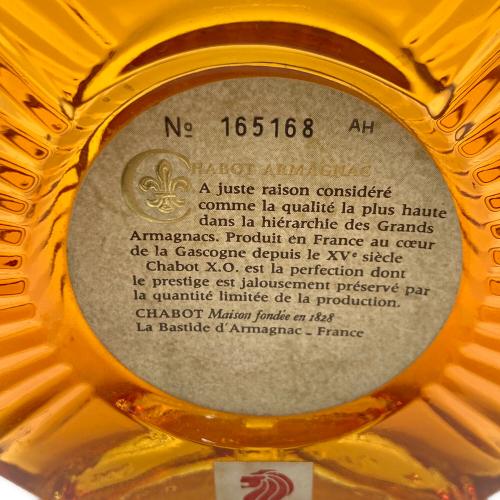 № 165168 AH
CHABOT ARMAGNAC
A juste raison considéré
comme la qualité la plus haute
dans la hiérarchie des Grands
Armagnacs. Produit en France au cœur
de la Gascogne depuis le XVe siècle
Chabot X.O. est la perfection dont
le prestige est jalousement préservé par
la quantité limitée de la production.
CHABOT Maison fondée en 1828
La Bastide d'Armagnac - France